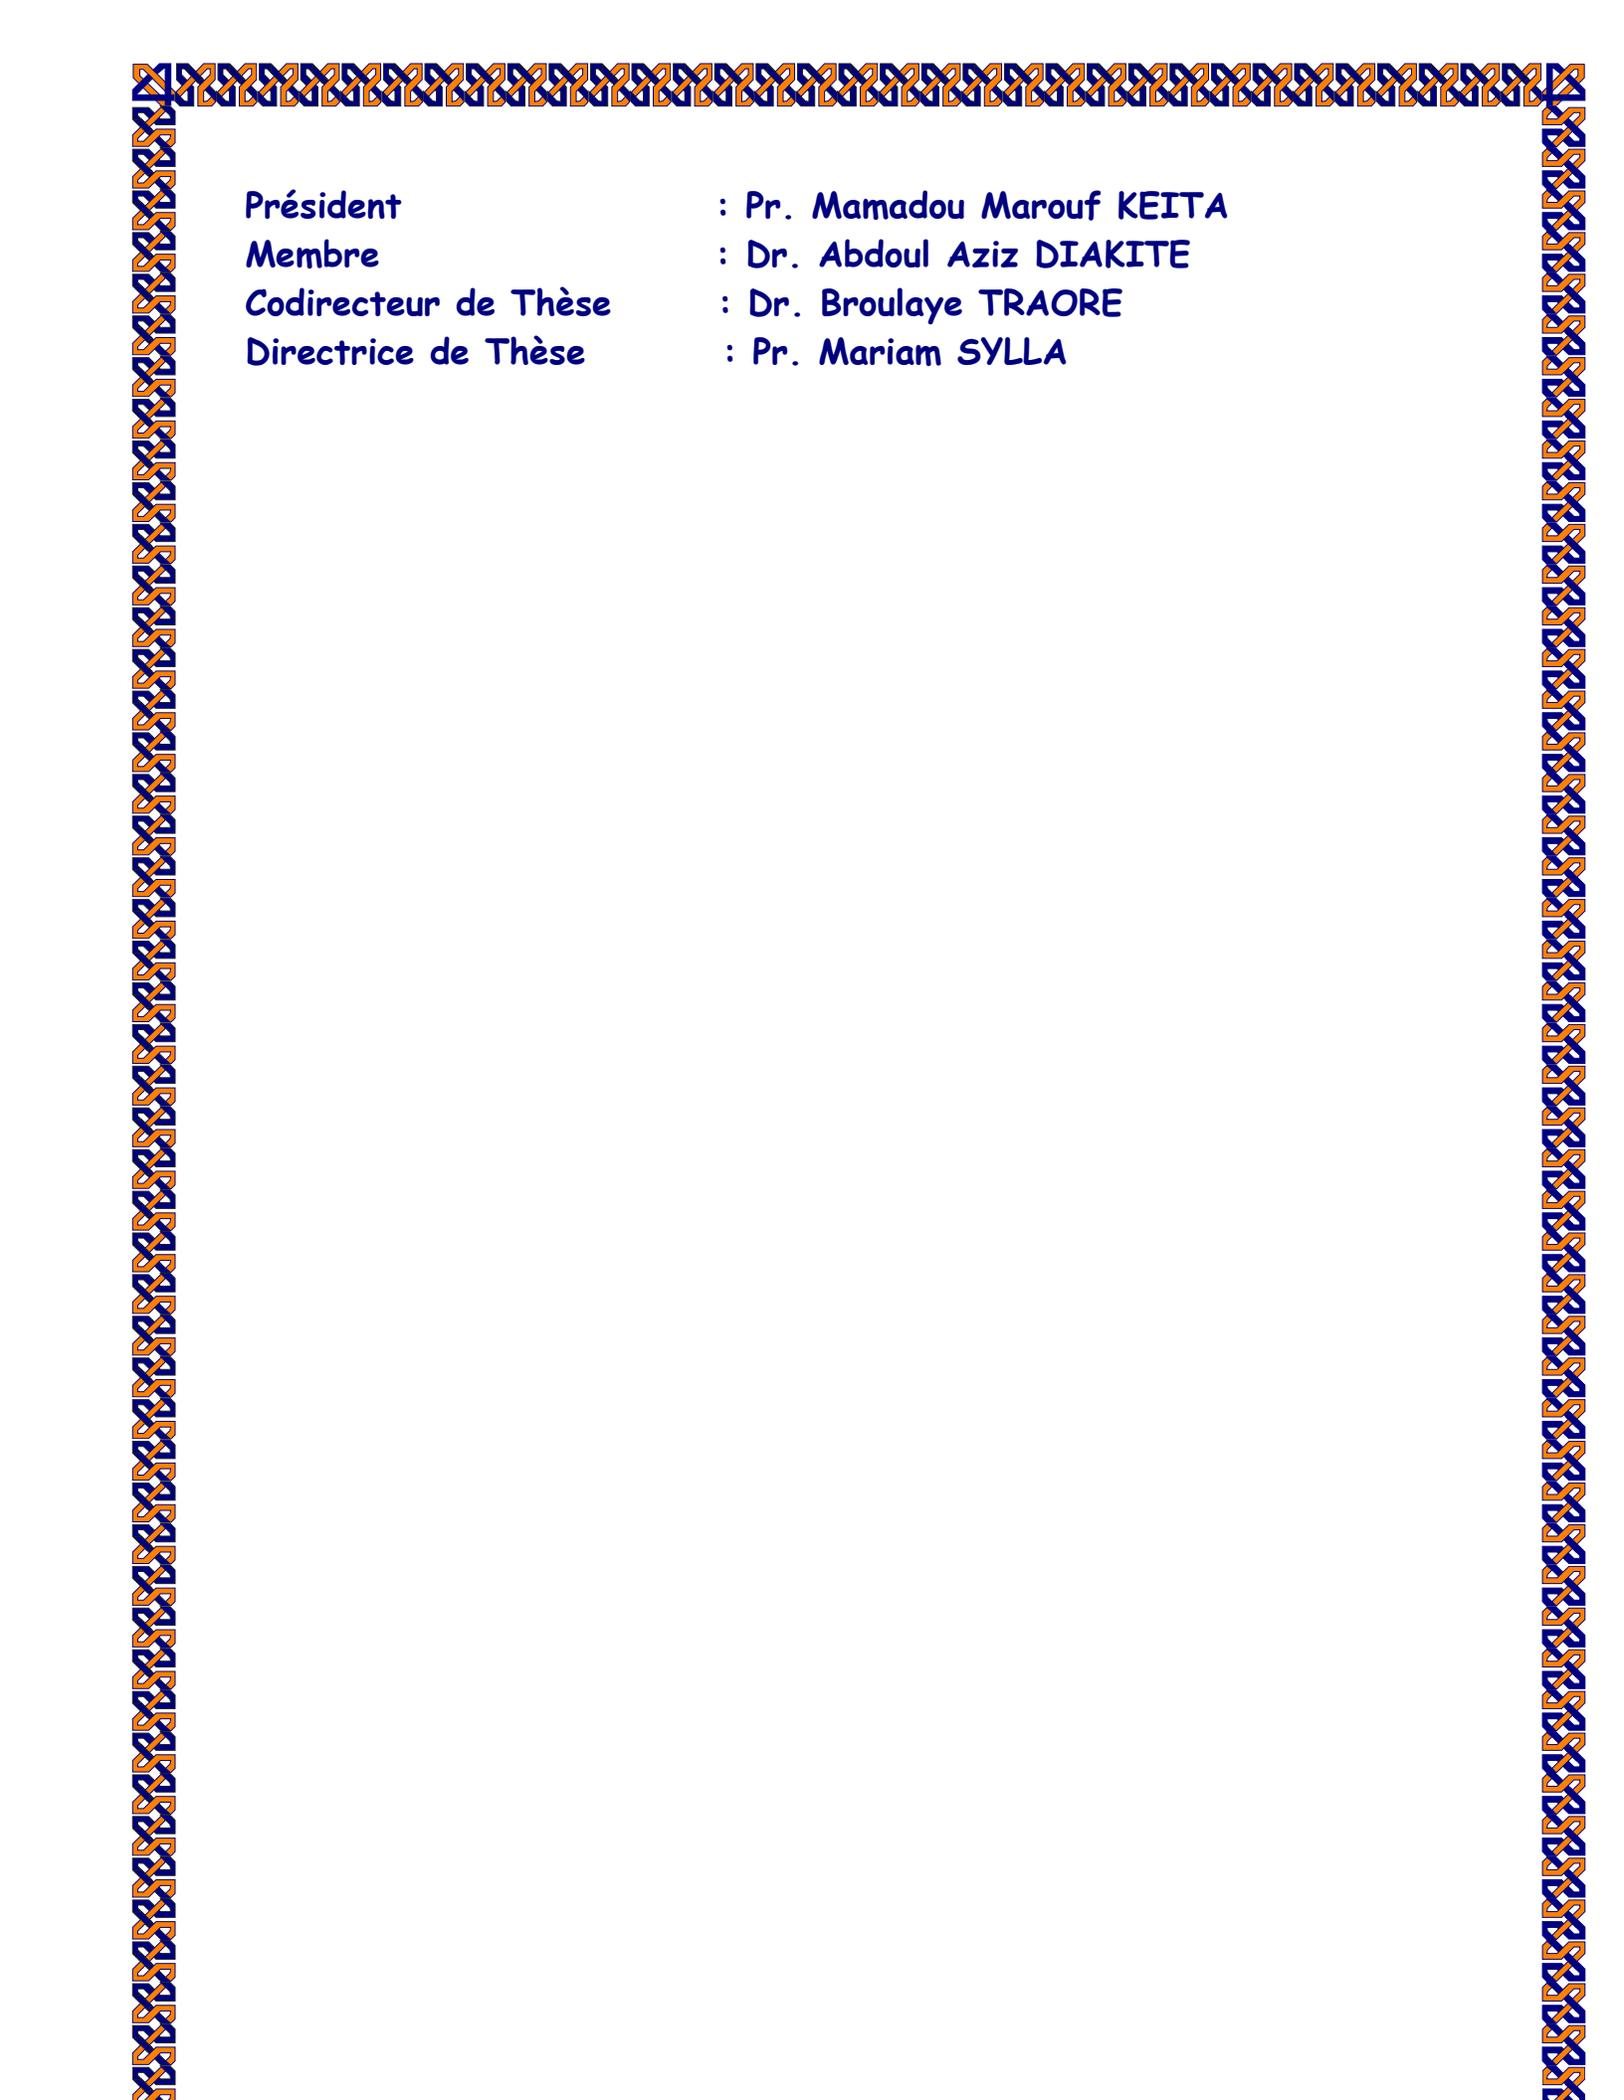 Président : Pr. Mamadou Marouf KEITA
Membre : Dr. Abdoul Aziz DIAKITE
Codirecteur de Thèse : Dr. Broulaye TRAORE
Directrice de Thèse : Pr. Mariam SYLLA